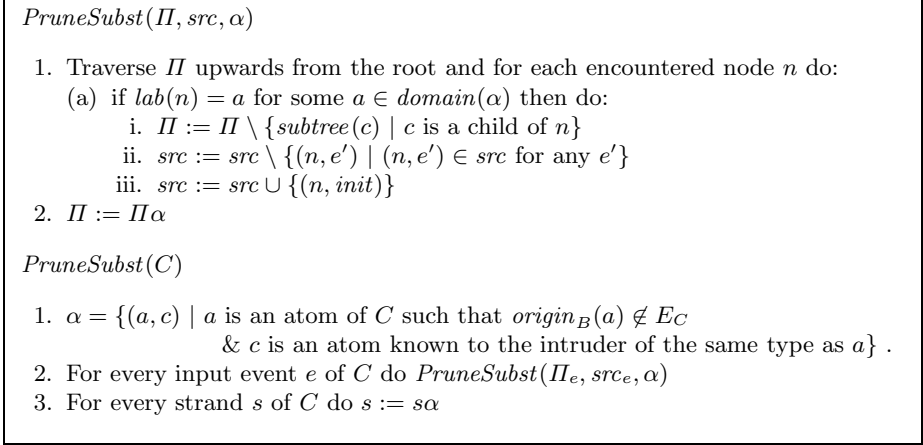 PruneSubst(Π, src, α)
1. Traverse Π upwards from the root and for each encountered node n do:
(a) if lab(n) = a for some a ∈ domain(α) then do:
i. Π := Π \ {subtree(c) | c is a child of n}
ii. src := src \ {(n, e′) | (n, e′) ∈ src for any e′}
iii. src := src ∪ {(n, init)}
2. Π := Πα
PruneSubst(C)
1. α = {(a, c) | a is an atom of C such that origin_B(a) ∉ E_C
& c is an atom known to the intruder of the same type as a} .
2. For every input event e of C do PruneSubst(Π_e, src_e, α)
3. For every strand s of C do s := sα